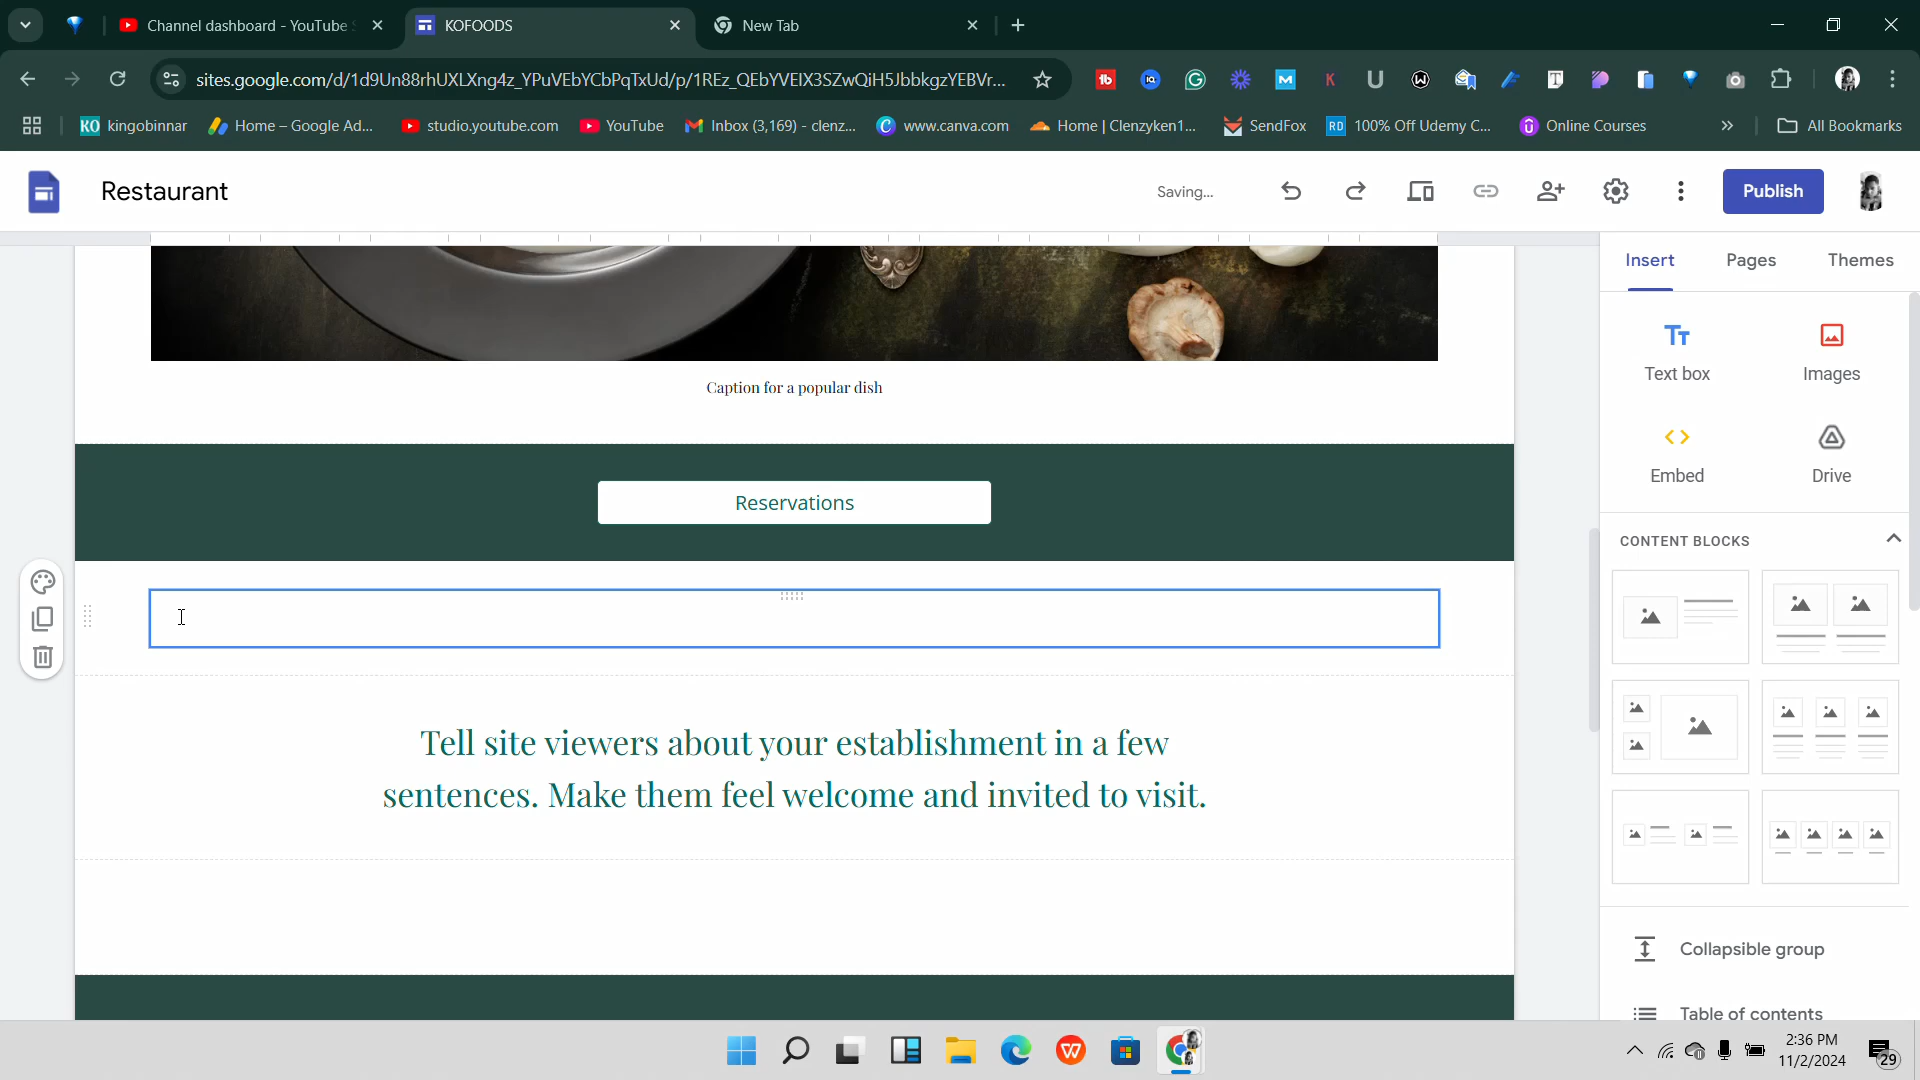 Channel dashboard - YouTube S
KOFOODS
New Tab
sites.google.com/d/1d9Un88rhUXLXng4z_YPuVEbYCbPqTxUd/p/1REz_QEbYVEIX3SZwQiH5JbbkgzYEBVr...
kingobinnar
Home – Google Ad...
studio.youtube.com
YouTube
Inbox (3,169) - clenz...
www.canva.com
Home | Clenzyken1...
SendFox
100% Off Udemy C...
Online Courses
All Bookmarks
Restaurant
Saving...
Publish
Insert
Pages
Themes
Text box
Images
Embed
Drive
CONTENT BLOCKS
Collapsible group
Table of contents
Caption for a popular dish
Reservations
Tell site viewers about your establishment in a few
sentences. Make them feel welcome and invited to visit.
2:36 PM
11/2/2024
29